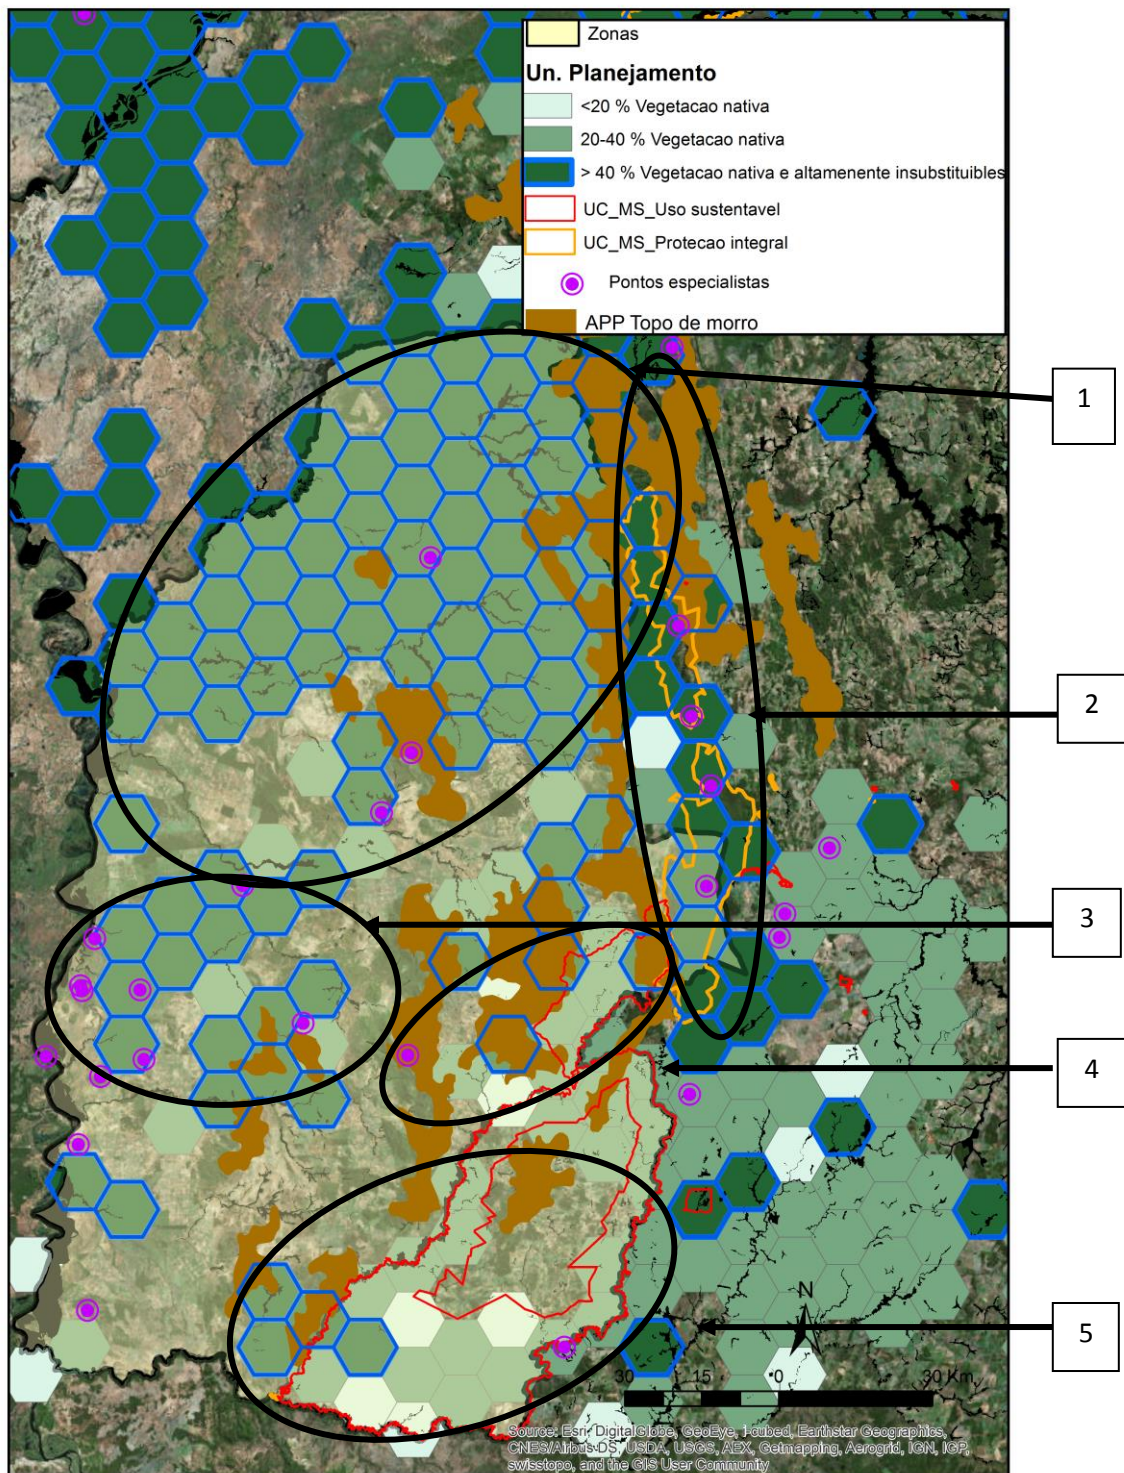 Zonas
Un. Planejamento
<20 % Vegetacao nativa
20-40 % Vegetacao nativa
> 40 % Vegetacao nativa e altamenente insubstituibles
UC_MS_Uso sustentavel
UC_MS_Protecao integral
Pontos especialistas
APP Topo de morro
1
2
3
4
5
N
30 15 0 30 Km
Source: Esri, DigitalGlobe, GeoEye, i-cubed, Earthstar Geographics,
CNES/Airbus DS, USDA, USGS, AEX, Getmapping, Aerogrid, IGN, IGP,
swisstopo, and the GIS User Community